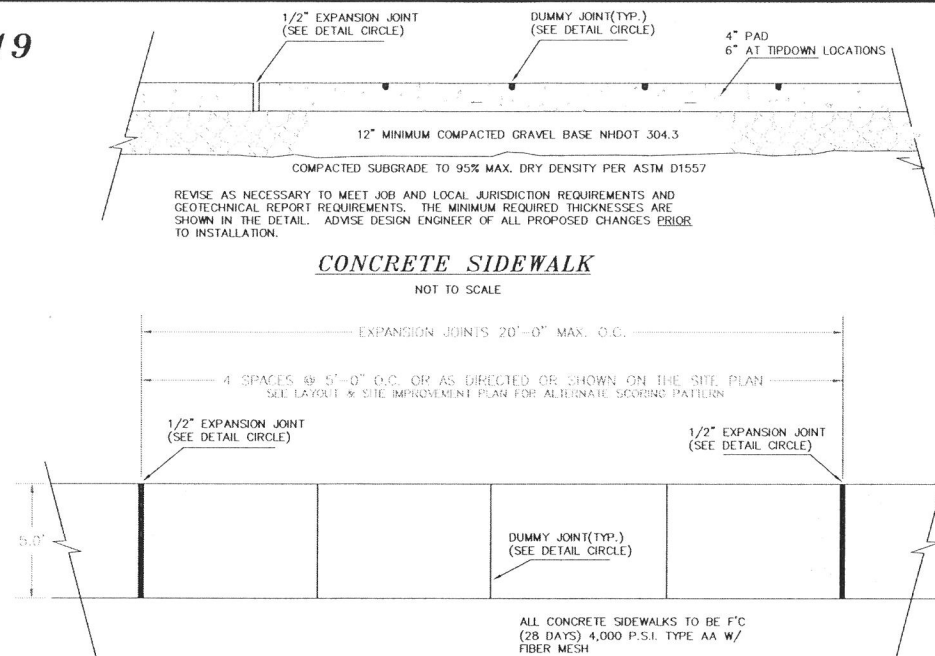 19
1/2" EXPANSION JOINT
(SEE DETAIL CIRCLE)
DUMMY JOINT(TYP.)
(SEE DETAIL CIRCLE)
4" PAD
6" AT TIPDOWN LOCATIONS
12" MINIMUM COMPACTED GRAVEL BASE NHDOT 304.3
COMPACTED SUBGRADE TO 95% MAX. DRY DENSITY PER ASTM D1557
REVISE AS NECESSARY TO MEET JOB AND LOCAL JURISDICTION REQUIREMENTS AND
GEOTECHNICAL REPORT REQUIREMENTS. THE MINIMUM REQUIRED THICKNESSES ARE
SHOWN IN THE DETAIL. ADVISE DESIGN ENGINEER OF ALL PROPOSED CHANGES PRIOR
TO INSTALLATION.
CONCRETE SIDEWALK
NOT TO SCALE
EXPANSION JOINTS 20'-0" MAX. O.C.
4 SPACES @ 5'-0" O.C. OR AS DIRECTED OR SHOWN ON THE SITE PLAN
SEE LAYOUT & SITE IMPROVEMENT PLAN FOR ALTERNATE SCORING PATTERN
1/2" EXPANSION JOINT
(SEE DETAIL CIRCLE)
1/2" EXPANSION JOINT
(SEE DETAIL CIRCLE)
5.0'
DUMMY JOINT(TYP.)
(SEE DETAIL CIRCLE)
ALL CONCRETE SIDEWALKS TO BE F'C
(28 DAYS) 4,000 P.S.I. TYPE AA W/
FIBER MESH